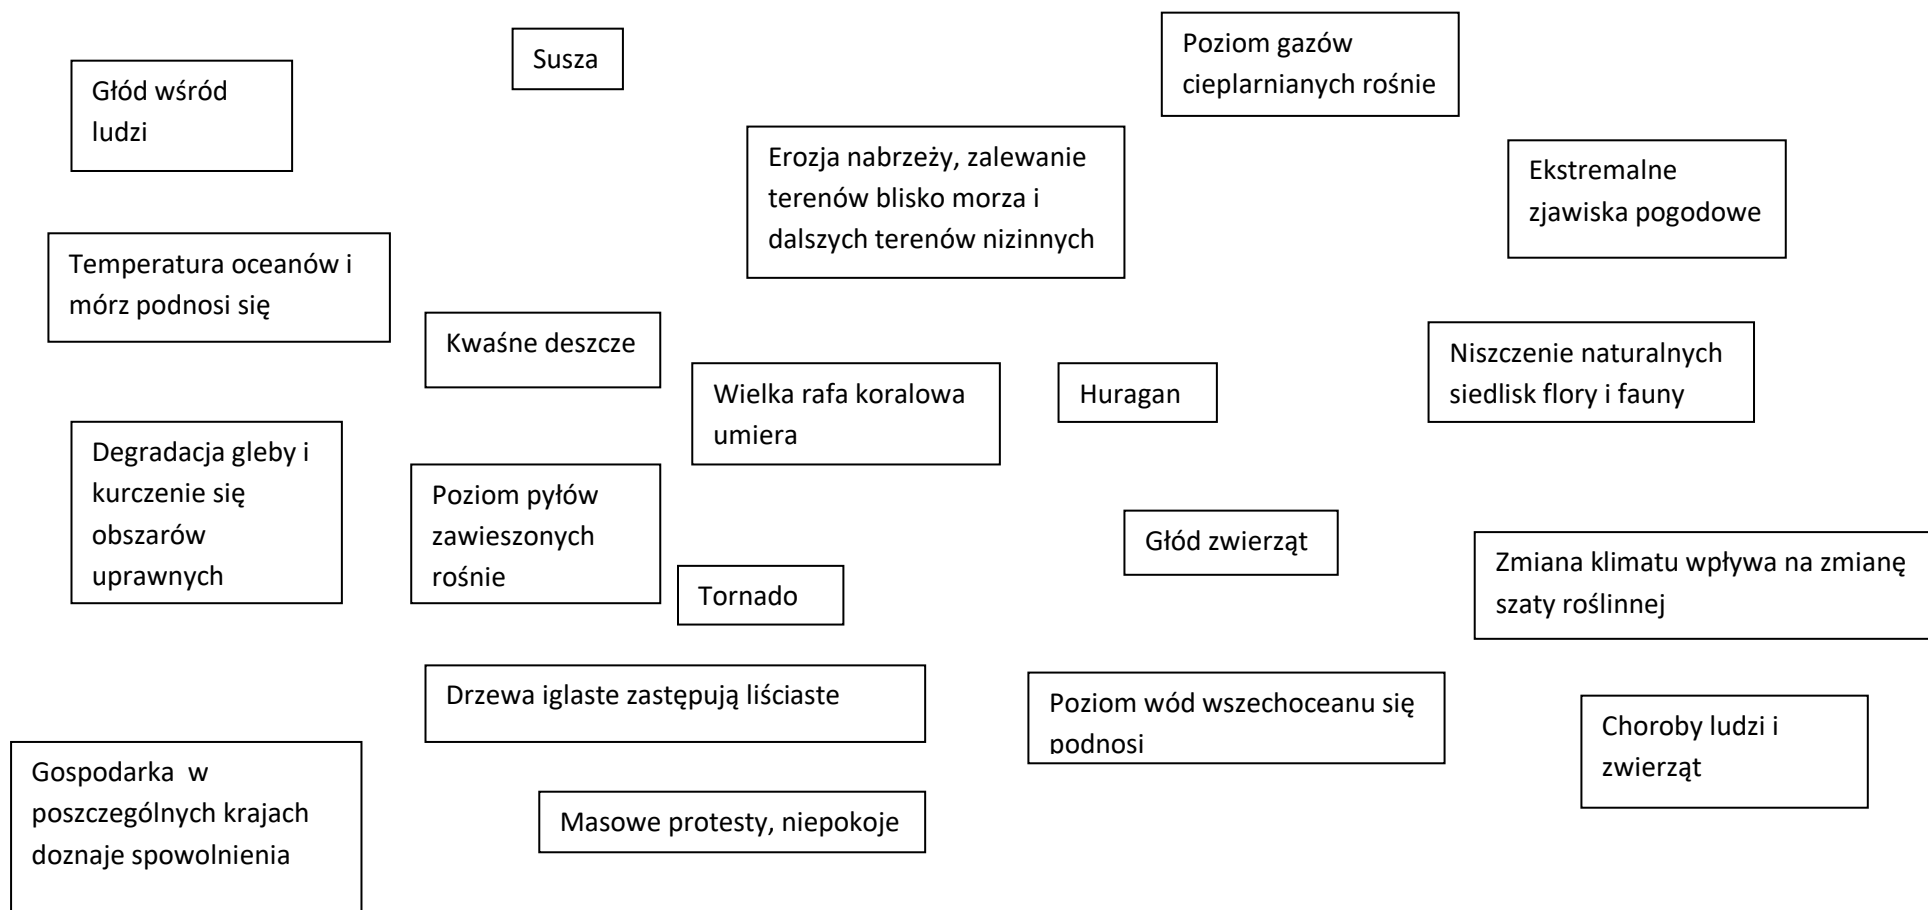 Susza
Poziom gazów
cieplarnianych rośnie
Głód wśród
ludzi
Erozja nabrzeży, zalewanie
terenów blisko morza i
dalszych terenów nizinnych
Ekstremalne
zjawiska pogodowe
Temperatura oceanów i
mórz podnosi się
Kwaśne deszcze
Wielka rafa koralowa
umiera
Huragan
Niszczenie naturalnych
siedlisk flory i fauny
Degradacja gleby i
kurczenie się
obszarów
uprawnych
Poziom pyłów
zawieszonych
rośnie
Tornado
Głód zwierząt
Zmiana klimatu wpływa na zmianę
szaty roślinnej
Drzewa iglaste zastępują liściaste
Poziom wód wszechoceanu się
podnosi
Choroby ludzi i
zwierząt
Gospodarka  w
poszczególnych krajach
doznaje spowolnienia
Masowe protesty, niepokoje